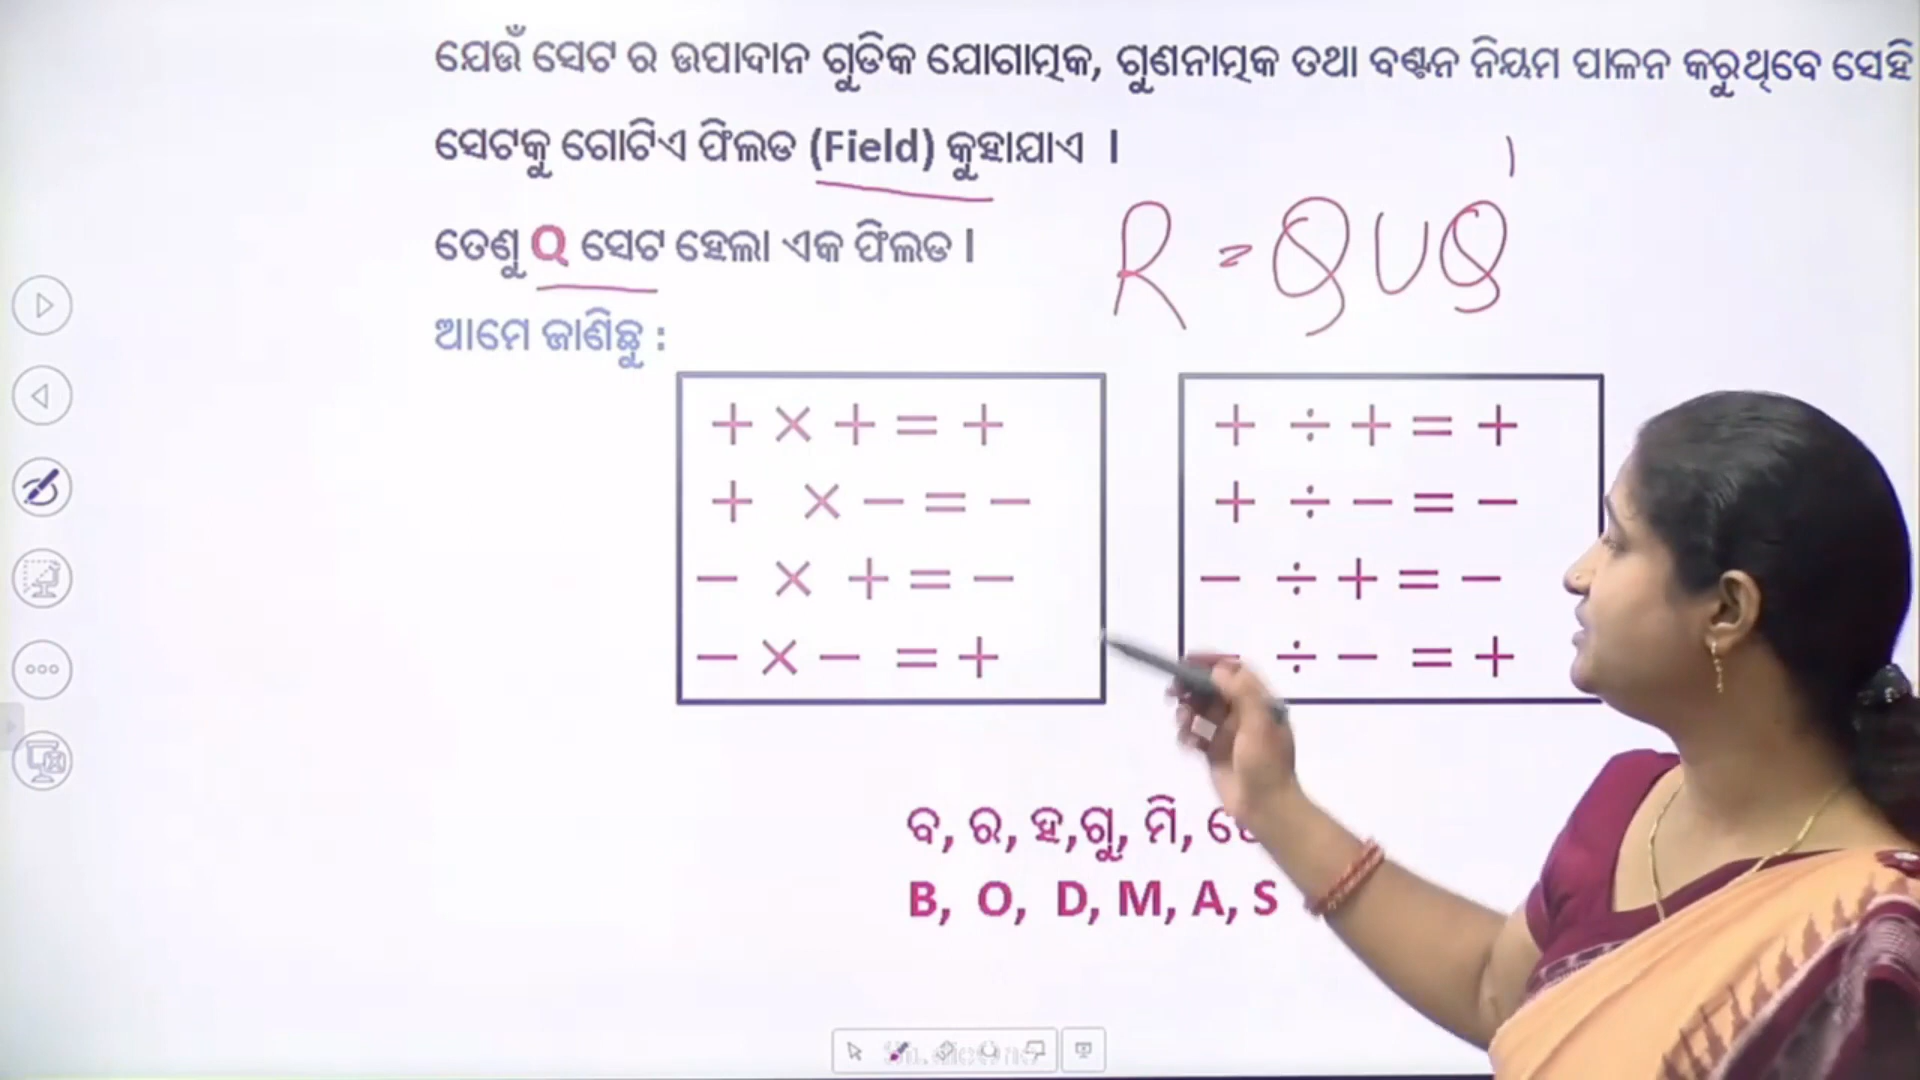 ଯେଉଁ ସେଟ ର ଉପାଦାନ ଗୁଡିକ ଯୋଗାତ୍ମକ, ଗୁଣନାତ୍ମକ ତଥା ବଣ୍ଟନ ନିୟମ ପାଳନ କରୁଥିବେ ସେହି
ସେଟକୁ ଗୋଟିଏ ଫିଲଡ (Field) କୁହାଯାଏ ।
ତେଣୁ Q ସେଟ ହେଲା ଏକ ଫିଲଡ ।
R = Q U Q'
ଆମେ ଜାଣିଛୁ :
+ × + = +
+ × − = −
− × + = −
− × − = +
+ ÷ + = +
+ ÷ − = −
− ÷ + = −
− ÷ − = +
ବ, ର, ହ,ଗୁ, ମି,
B, O, D, M, A, S